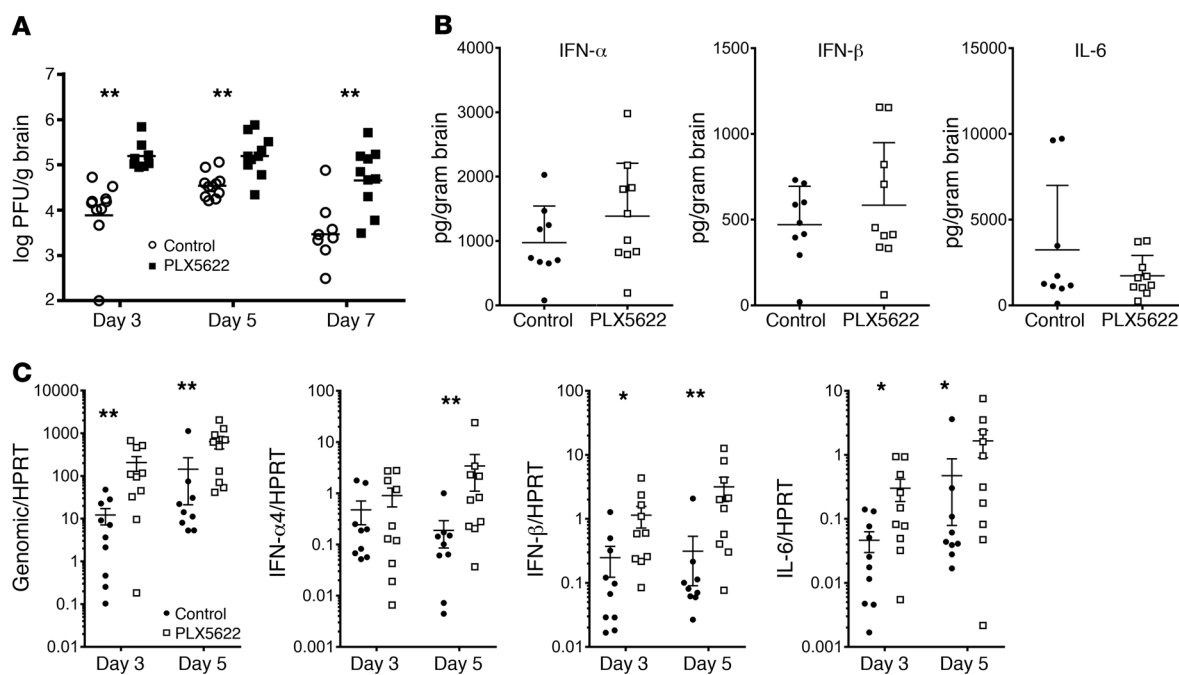 A
log PFU/g brain
7
6
5
4
3
2
** ** **
Control
PLX5622
Day 3 Day 5 Day 7
B
IFN-α
pg/gram brain
4000
3000
2000
1000
0
Control PLX5622
IFN-β
pg/gram brain
1500
1000
500
0
Control PLX5622
IL-6
pg/gram brain
15000
10000
5000
0
Control PLX5622
C
Genomic/HPRT
10000
1000
100
10
1
0.1
0.01
** **
Control
PLX5622
Day 3 Day 5
IFN-α4/HPRT
100
10
1
0.1
0.01
0.001
**
Day 3 Day 5
IFN-β/HPRT
100
10
1
0.1
0.01
* **
Day 3 Day 5
IL-6/HPRT
10
1
0.1
0.01
0.001
* *
Day 3 Day 5